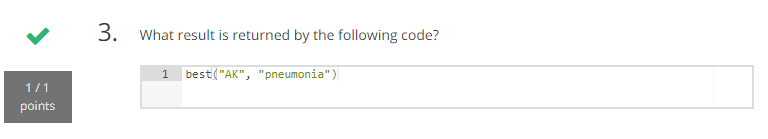 3. What result is returned by the following code?
1 best("AK", "pneumonia")
1 / 1
points